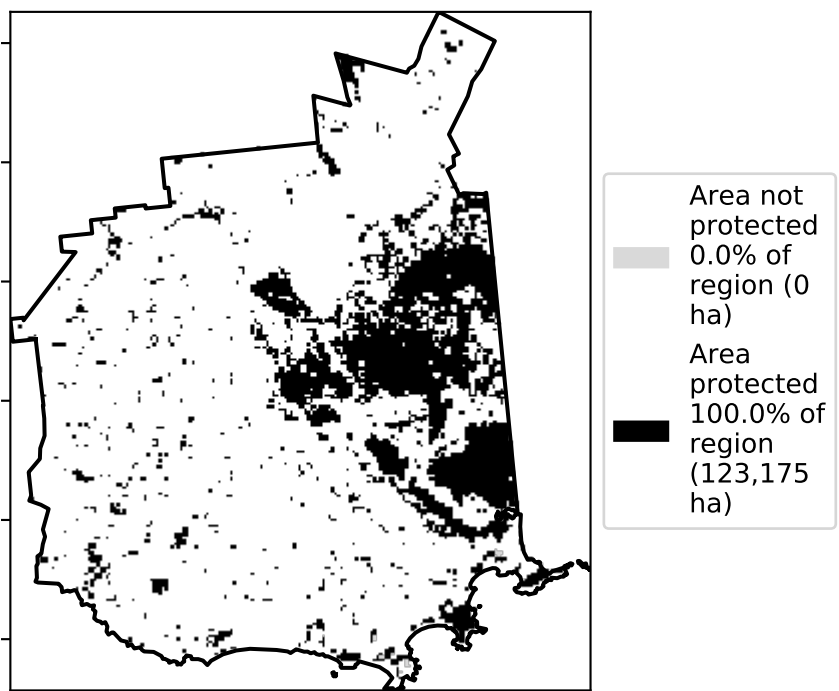 Area not
protected
0.0% of
region (0
ha)
Area
protected
100.0% of
region
(123,175
ha)